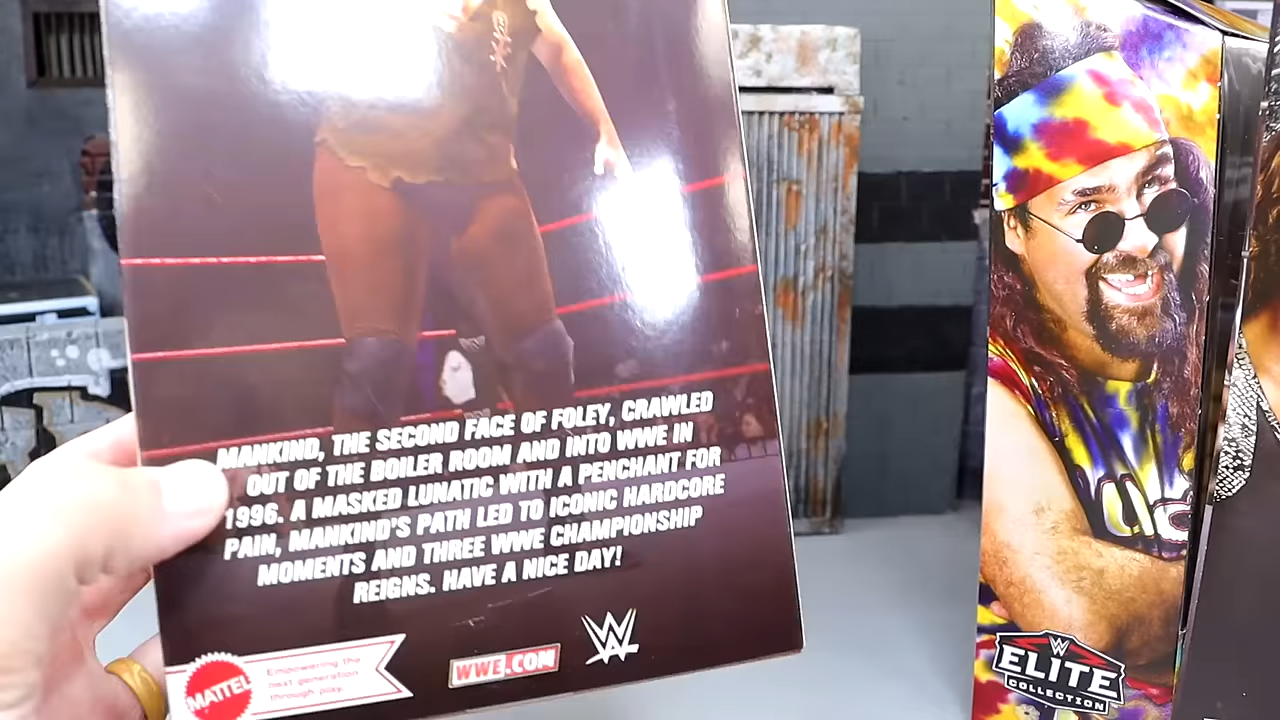 MANKIND, THE SECOND FACE OF FOLEY, CRAWLED
OUT OF THE BOILER ROOM AND INTO WWE IN
1996. A MASKED LUNATIC WITH A PENCHANT FOR
PAIN, MANKIND'S PATH LED TO ICONIC HARDCORE
MOMENTS AND THREE WWE CHAMPIONSHIP
REIGNS. HAVE A NICE DAY!
MATTEL
Empowering the
next generation
through play.
WWE.COM
W
ELITE
COLLECTION